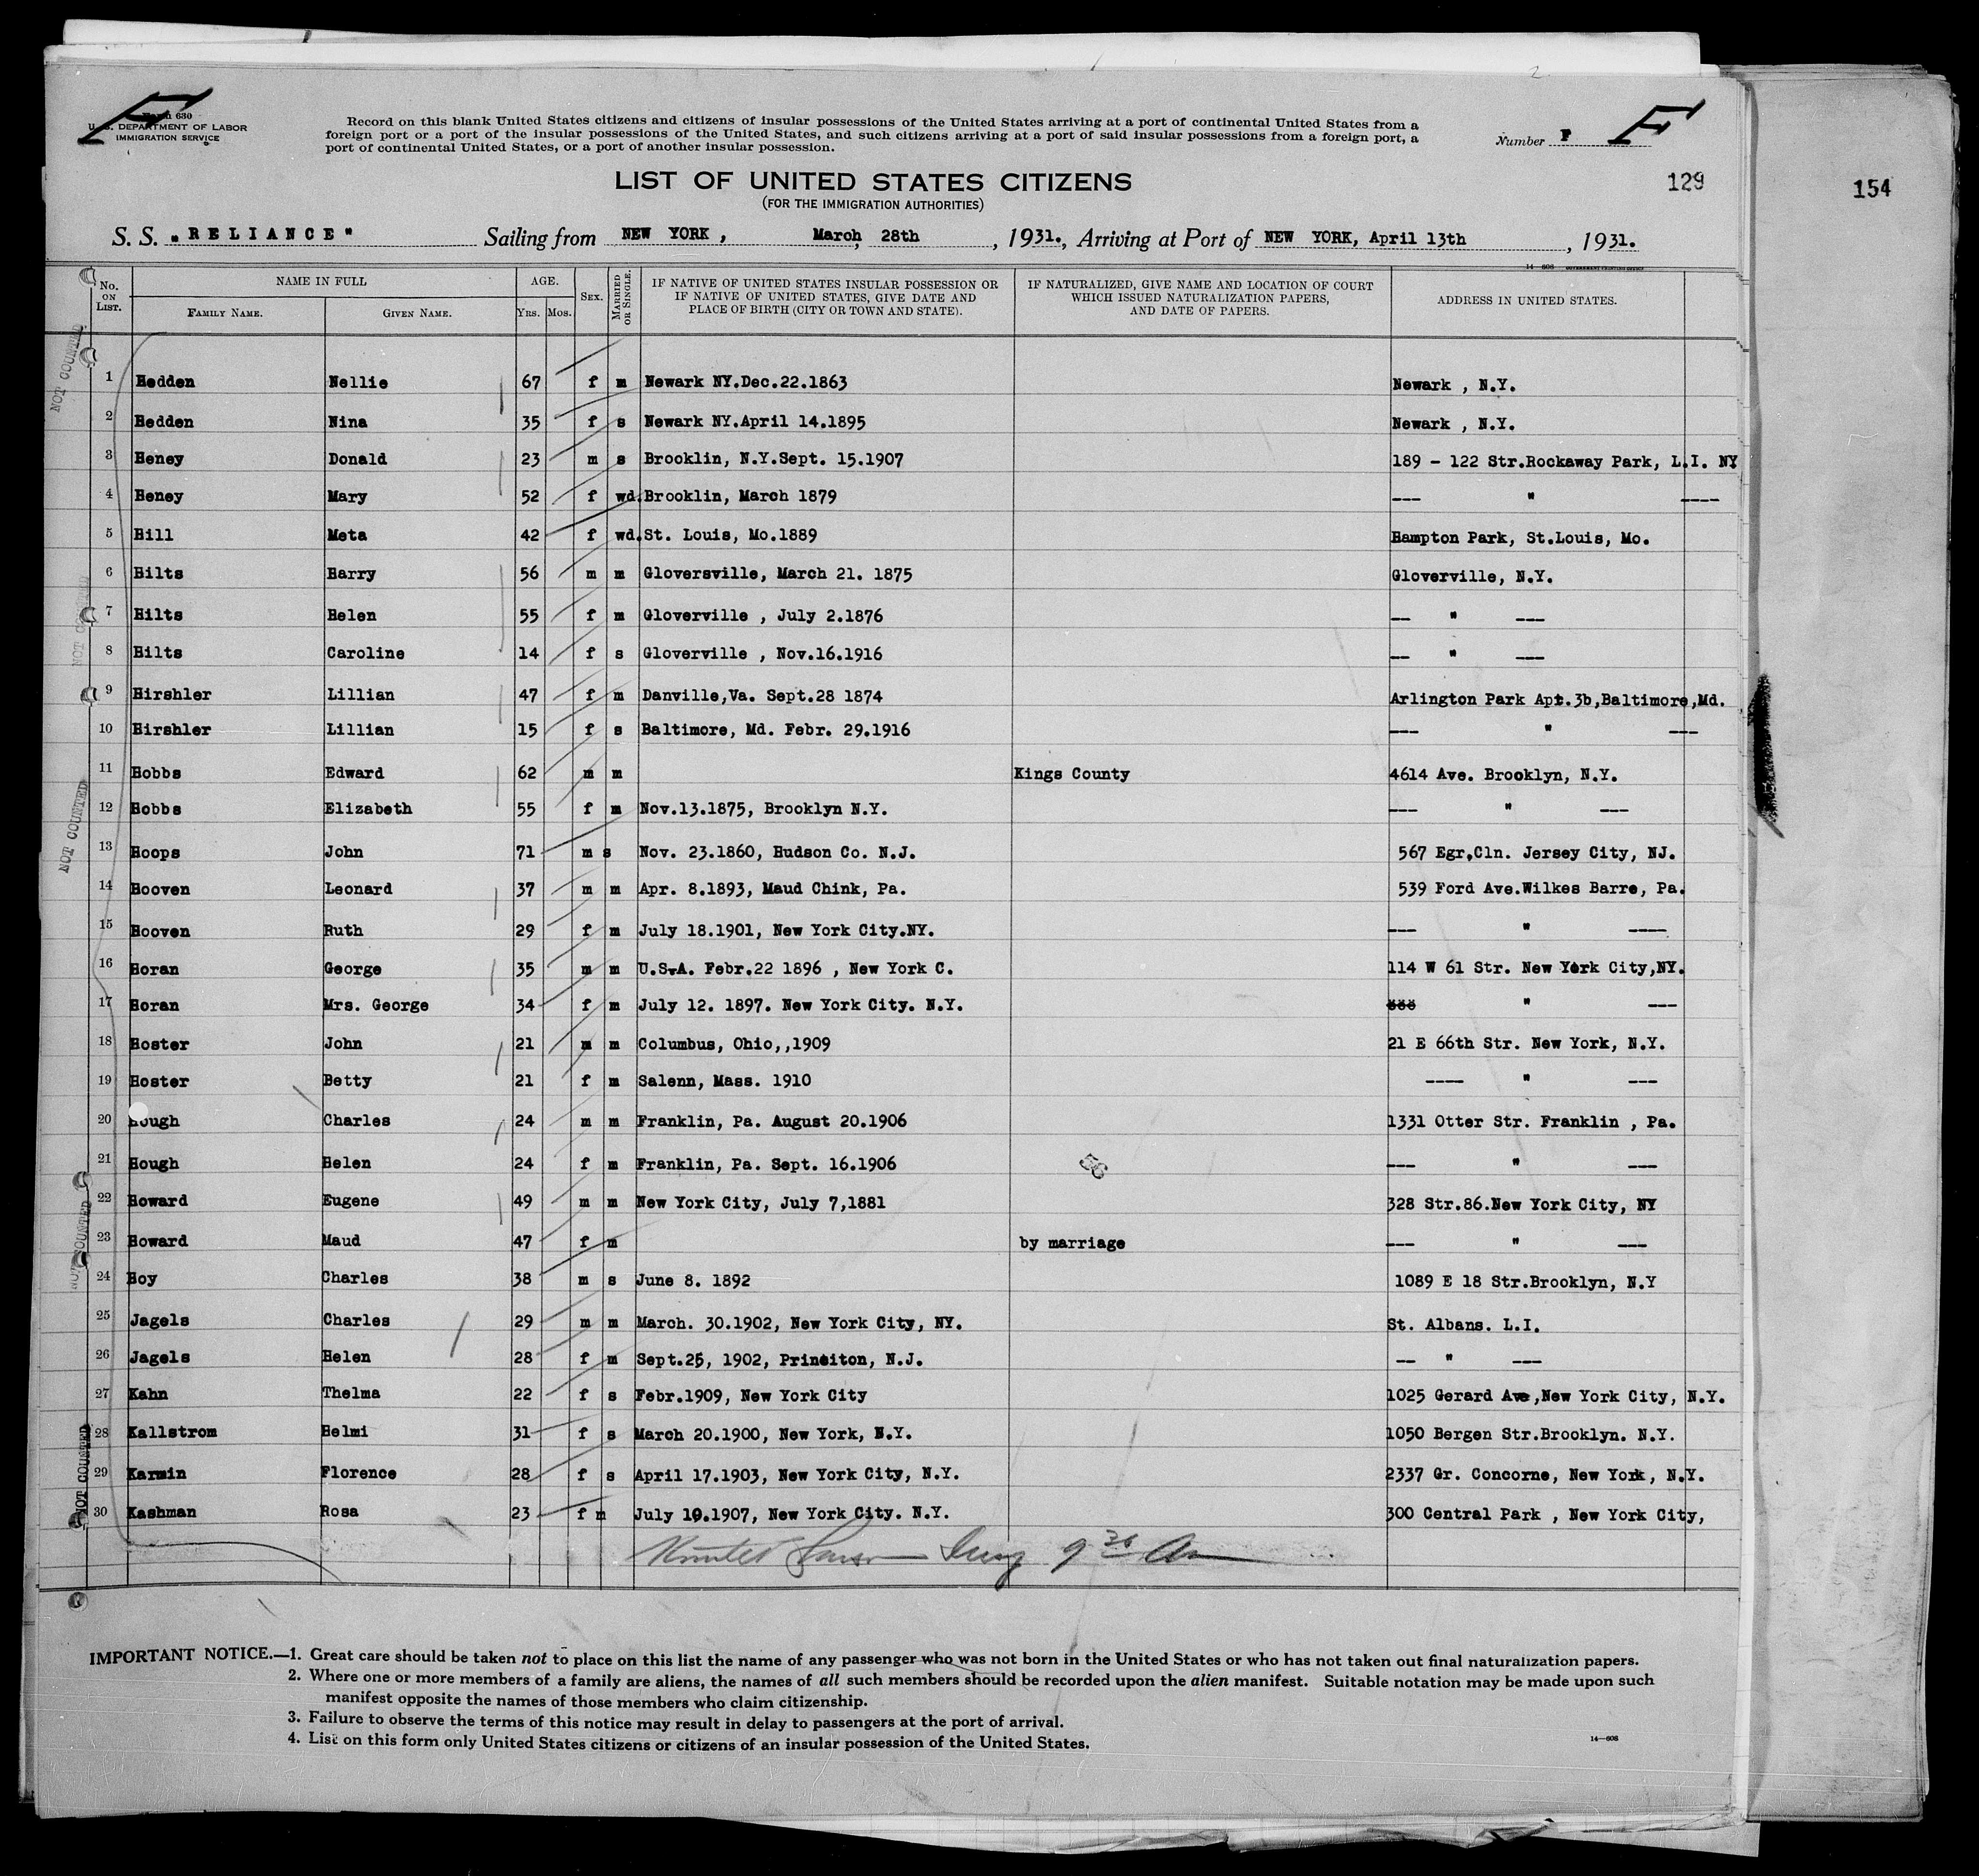 F
Form 630
U. S. DEPARTMENT OF LABOR
IMMIGRATION SERVICE
Record on this blank United States citizens and citizens of insular possessions of the United States arriving at a port of continental United States from a
foreign port or a port of the insular possessions of the United States, and such citizens arriving at a port of said insular possessions from a foreign port, a
port of continental United States, or a port of another insular possession.
Number F F
LIST OF UNITED STATES CITIZENS
(FOR THE IMMIGRATION AUTHORITIES)
129
154
S. S. "RELIANCE" Sailing from NEW YORK, March, 28th, 1931., Arriving at Port of NEW YORK, April 13th, 1931.
14-608 GOVERNMENT PRINTING OFFICE
No. ON LIST. NAME IN FULL FAMILY NAME. GIVEN NAME. AGE. YRS. MOS. SEX. MARRIED OR SINGLE. IF NATIVE OF UNITED STATES INSULAR POSSESSION OR IF NATIVE OF UNITED STATES, GIVE DATE AND PLACE OF BIRTH (CITY OR TOWN AND STATE). IF NATURALIZED, GIVE NAME AND LOCATION OF COURT WHICH ISSUED NATURALIZATION PAPERS, AND DATE OF PAPERS. ADDRESS IN UNITED STATES.
1 Hedden Nellie 67 f m Newark NY.Dec.22.1863 Newark , N.Y.
2 Hedden Nina 35 f s Newark NY.April 14.1895 Newark , N.Y.
3 Heney Donald 23 m s Brooklin, N.Y.Sept. 15.1907 189 - 122 Str.Rockaway Park, L.I. NY
4 Heney Mary 52 f wd. Brooklin, March 1879 --- " ----
5 Hill Meta 42 f wd. St. Louis, Mo.1889 Hampton Park, St.Louis, Mo.
6 Hilts Harry 56 m m Gloversville, March 21. 1875 Gloverville, N.Y.
7 Hilts Helen 55 f m Gloverville , July 2.1876 -- " ---
8 Hilts Caroline 14 f s Gloverville , Nov.16.1916 -- " ---
9 Hirshler Lillian 47 f m Danville,Va. Sept.28 1874 Arlington Park Apt.3b,Baltimore,Md.
10 Hirshler Lillian 15 f s Baltimore, Md. Febr. 29.1916 --- " ---
11 Hobbs Edward 62 m m Kings County 4614 Ave. Brooklyn, N.Y.
12 Hobbs Elizabeth 55 f m Nov.13.1875, Brooklyn N.Y. --- " ---
13 Hoops John 71 m s Nov. 23.1860, Hudson Co. N.J. 567 Egr.Cln. Jersey City, NJ.
14 Hooven Leonard 37 m m Apr. 8.1893, Maud Chink, Pa. 539 Ford Ave.Wilkes Barre, Pa.
15 Hooven Ruth 29 f m July 18.1901, New York City.NY. --- " ----
16 Horan George 35 m m U.S.A. Febr.22 1896 , New York C. 114 W 61 Str. New York City,NY.
17 Horan Mrs. George 34 f m July 12. 1897. New York City. N.Y. " ---
18 Hoster John 21 m m Columbus, Ohio,,1909 21 E 66th Str. New York, N.Y.
19 Hoster Betty 21 f m Salenn, Mass. 1910 ---- " ---
20 Hough Charles 24 m m Franklin, Pa. August 20.1906 1331 Otter Str. Franklin , Pa.
21 Hough Helen 24 f m Franklin, Pa. Sept. 16.1906 56 --- " ---
22 Howard Eugene 49 m m New York City, July 7,1881 328 Str.86.New York City, NY
23 Howard Maud 47 f m by marriage --- " ---
24 Hoy Charles 38 m s June 8. 1892 1089 E 18 Str.Brooklyn, N.Y
25 Jagels Charles 29 m m March. 30.1902, New York City, NY. St. Albans. L.I.
26 Jagels Helen 28 f m Sept.25, 1902, Princiton, N.J. -- " ---
27 Kahn Thelma 22 f s Febr.1909, New York City 1025 Gerard Ave,New York City, N.Y.
28 Kallstrom Helmi 31 f s March 20.1900, New York, N.Y. 1050 Bergen Str.Brooklyn. N.Y.
29 Karmin Florence 28 f s April 17.1903, New York City, N.Y. 2337 Gr. Concorne, New York, N.Y.
30 Kashman Rosa 23 f m July 10.1907, New York City. N.Y. 300 Central Park , New York City,
NOT COUNTED
NOT COUNTED
NOT COUNTED
NOT COUNTED
NOT COUNTED
IMPORTANT NOTICE.—1. Great care should be taken not to place on this list the name of any passenger who was not born in the United States or who has not taken out final naturalization papers.
2. Where one or more members of a family are aliens, the names of all such members should be recorded upon the alien manifest. Suitable notation may be made upon such
manifest opposite the names of those members who claim citizenship.
3. Failure to observe the terms of this notice may result in delay to passengers at the port of arrival.
4. List on this form only United States citizens or citizens of an insular possession of the United States.
14—608